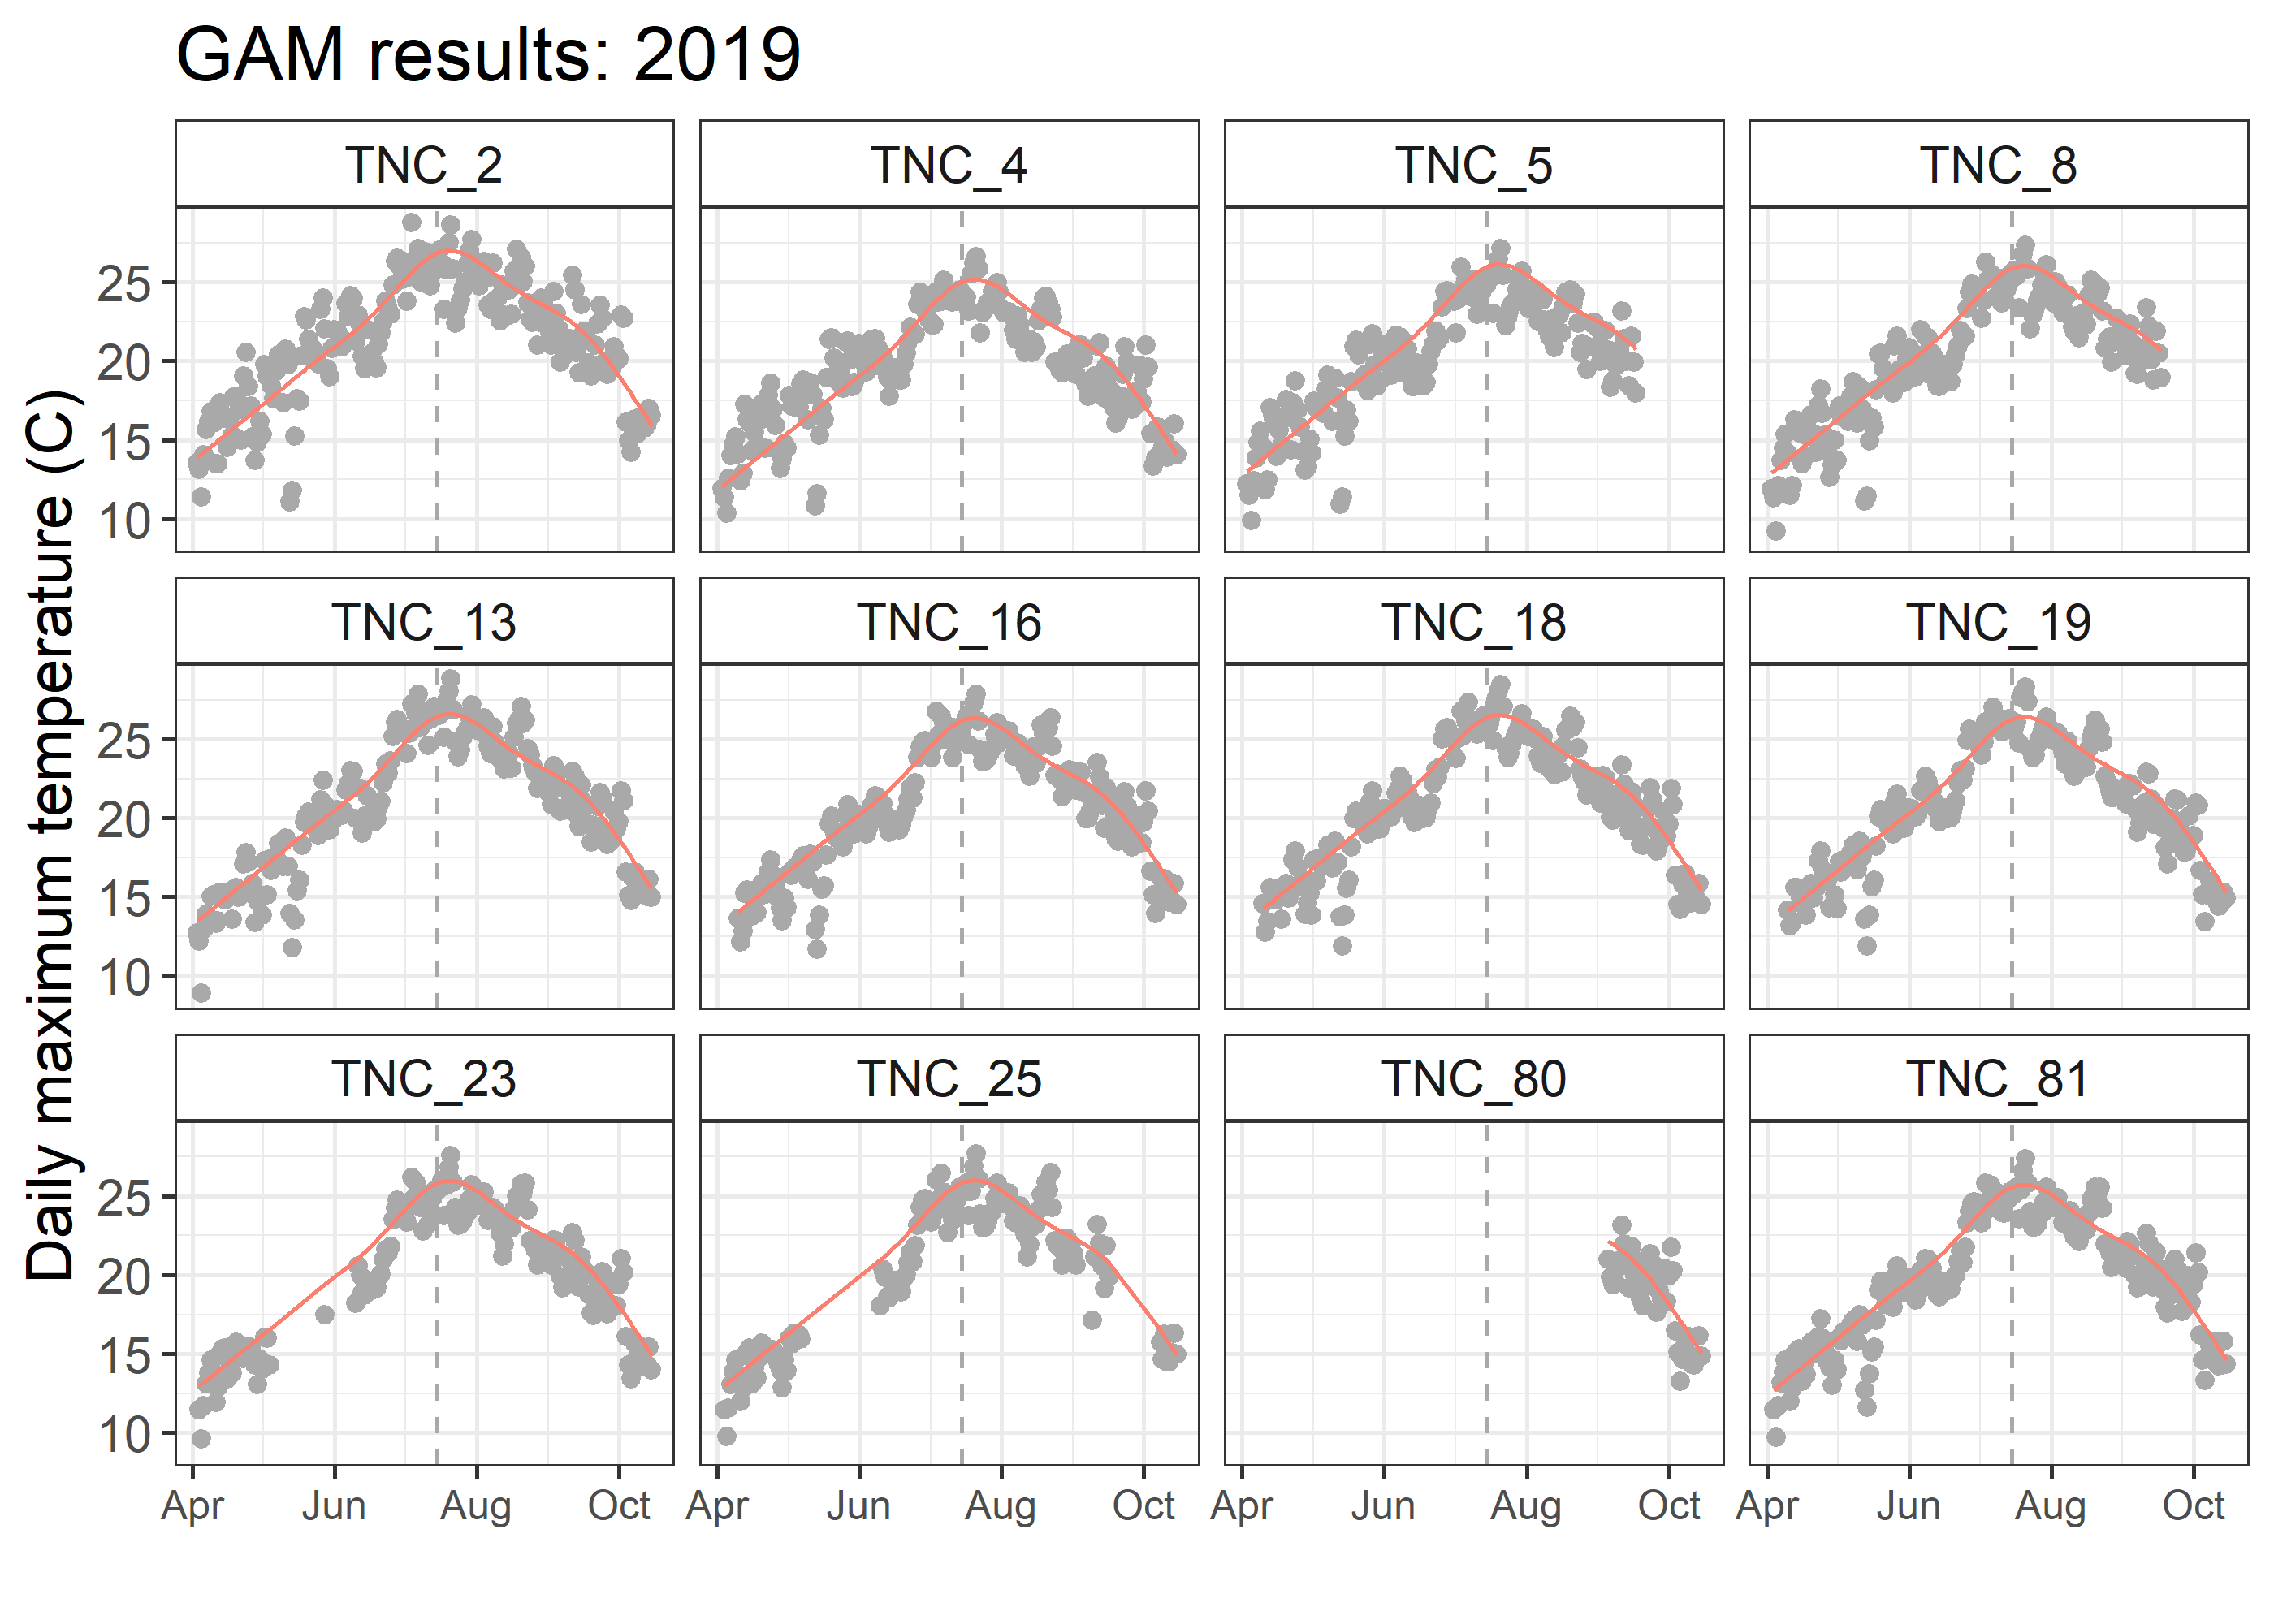 GAM results: 2019
TNC_2 TNC_4 TNC_5 TNC_8
25
20
15
10
TNC_13 TNC_16 TNC_18 TNC_19
25
20
15
10
TNC_23 TNC_25 TNC_80 TNC_81
25
20
15
10
Apr Jun Aug Oct Apr Jun Aug Oct Apr Jun Aug Oct Apr Jun Aug Oct
Daily maximum temperature (C)